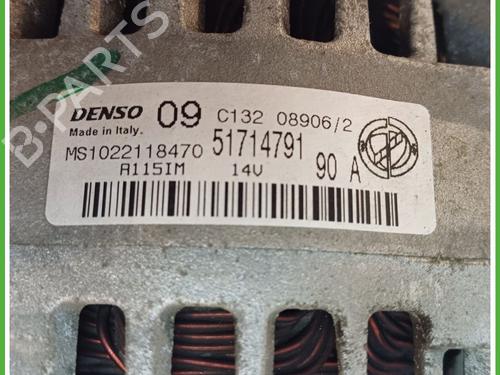 DENSO 09 C132 08906/2
Made in Italy.
MS1022118470 51714791
A115IM 14V 90 A
B-PARTS